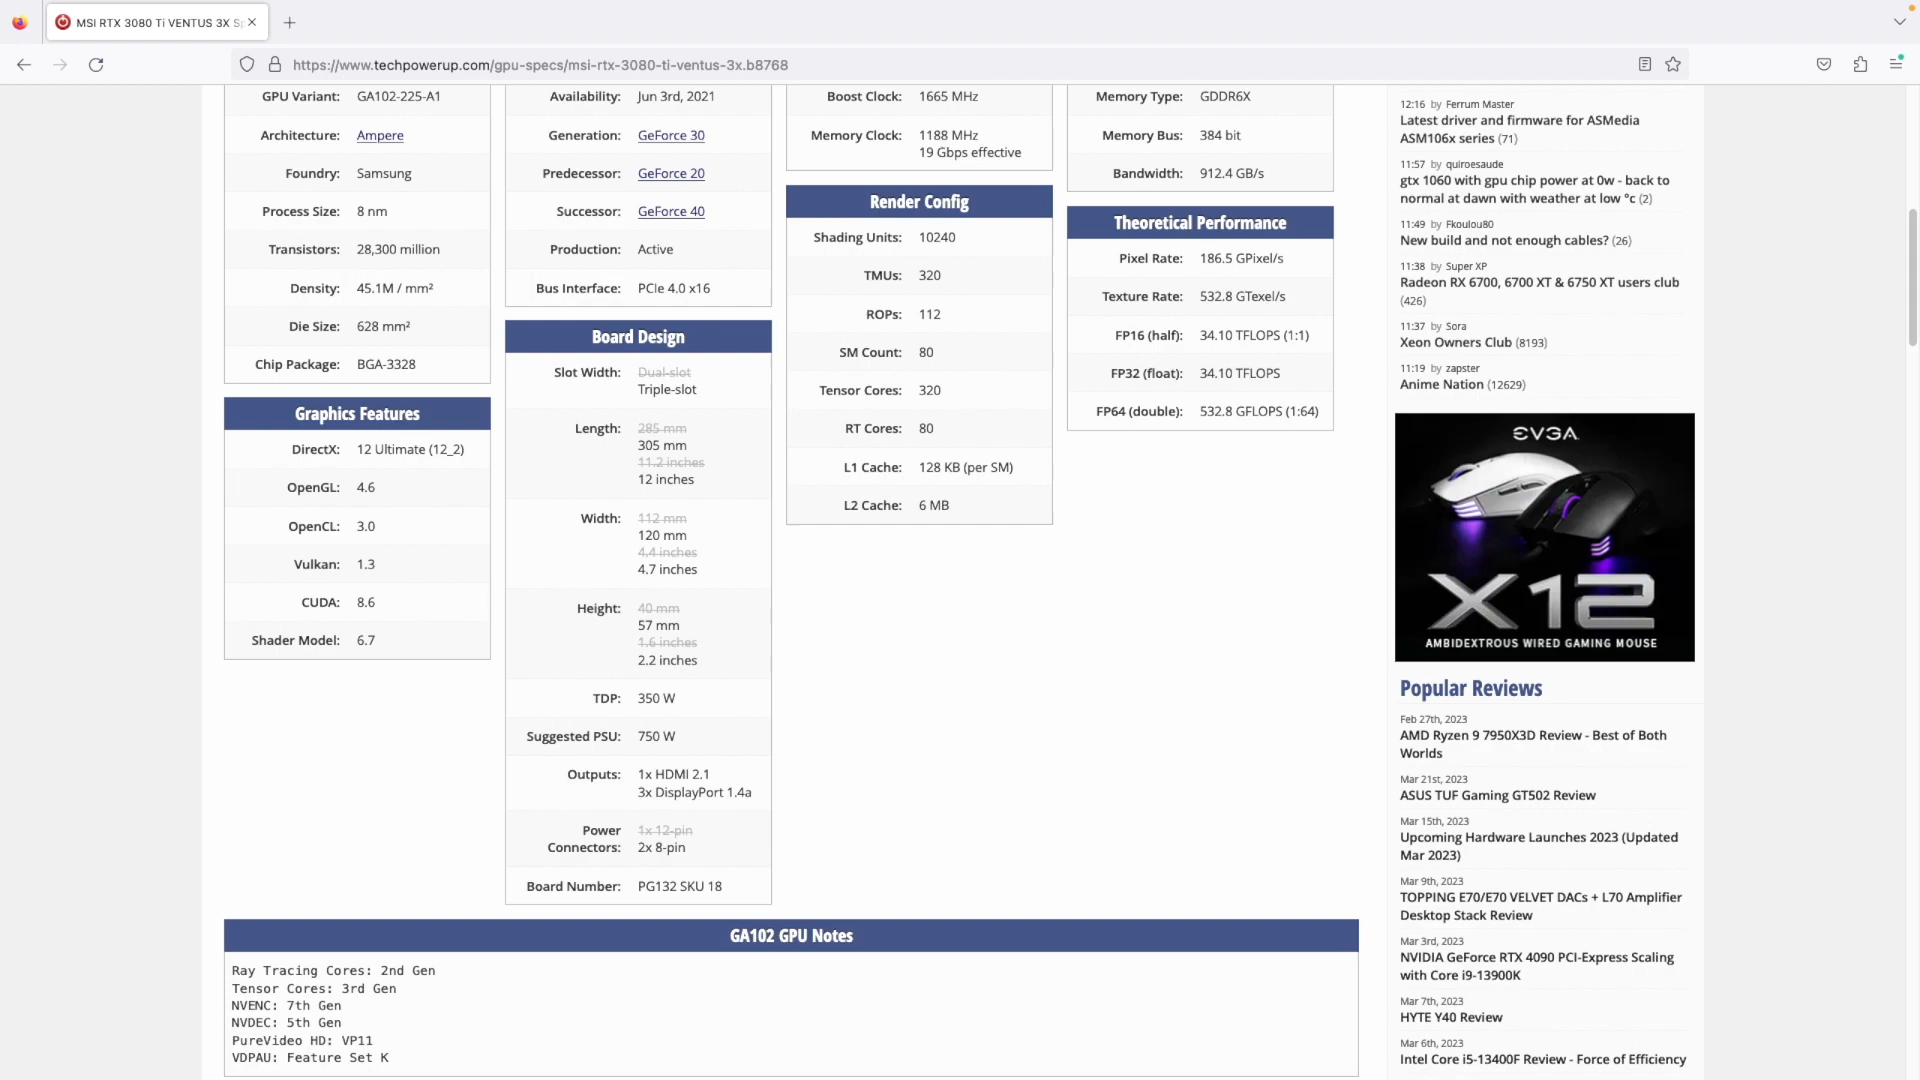 MSI RTX 3080 Ti VENTUS 3X Sp
https://www.techpowerup.com/gpu-specs/msi-rtx-3080-ti-ventus-3x.b8768
GPU Variant: GA102-225-A1
Architecture: Ampere
Foundry: Samsung
Process Size: 8 nm
Transistors: 28,300 million
Density: 45.1M / mm²
Die Size: 628 mm²
Chip Package: BGA-3328
Graphics Features
DirectX: 12 Ultimate (12_2)
OpenGL: 4.6
OpenCL: 3.0
Vulkan: 1.3
CUDA: 8.6
Shader Model: 6.7
Availability: Jun 3rd, 2021
Generation: GeForce 30
Predecessor: GeForce 20
Successor: GeForce 40
Production: Active
Bus Interface: PCIe 4.0 x16
Board Design
Slot Width: Dual-slot
Triple-slot
Length: 285 mm
305 mm
11.2 inches
12 inches
Width: 112 mm
120 mm
4.4 inches
4.7 inches
Height: 40 mm
57 mm
1.6 inches
2.2 inches
TDP: 350 W
Suggested PSU: 750 W
Outputs: 1x HDMI 2.1
3x DisplayPort 1.4a
Power 1x 12-pin
Connectors: 2x 8-pin
Board Number: PG132 SKU 18
Boost Clock: 1665 MHz
Memory Clock: 1188 MHz
19 Gbps effective
Render Config
Shading Units: 10240
TMUs: 320
ROPs: 112
SM Count: 80
Tensor Cores: 320
RT Cores: 80
L1 Cache: 128 KB (per SM)
L2 Cache: 6 MB
Memory Type: GDDR6X
Memory Bus: 384 bit
Bandwidth: 912.4 GB/s
Theoretical Performance
Pixel Rate: 186.5 GPixel/s
Texture Rate: 532.8 GTexel/s
FP16 (half): 34.10 TFLOPS (1:1)
FP32 (float): 34.10 TFLOPS
FP64 (double): 532.8 GFLOPS (1:64)
GA102 GPU Notes
Ray Tracing Cores: 2nd Gen
Tensor Cores: 3rd Gen
NVENC: 7th Gen
NVDEC: 5th Gen
PureVideo HD: VP11
VDPAU: Feature Set K
12:16 by Ferrum Master
Latest driver and firmware for ASMedia
ASM106x series (71)
11:57 by quiroesaude
gtx 1060 with gpu chip power at 0w - back to
normal at dawn with weather at low °c (2)
11:49 by Fkoulou80
New build and not enough cables? (26)
11:38 by Super XP
Radeon RX 6700, 6700 XT & 6750 XT users club
(426)
11:37 by Sora
Xeon Owners Club (8193)
11:19 by zapster
Anime Nation (12629)
EVGA
X12
AMBIDEXTROUS WIRED GAMING MOUSE
Popular Reviews
Feb 27th, 2023
AMD Ryzen 9 7950X3D Review - Best of Both
Worlds
Mar 21st, 2023
ASUS TUF Gaming GT502 Review
Mar 15th, 2023
Upcoming Hardware Launches 2023 (Updated
Mar 2023)
Mar 9th, 2023
TOPPING E70/E70 VELVET DACs + L70 Amplifier
Desktop Stack Review
Mar 3rd, 2023
NVIDIA GeForce RTX 4090 PCI-Express Scaling
with Core i9-13900K
Mar 7th, 2023
HYTE Y40 Review
Mar 6th, 2023
Intel Core i5-13400F Review - Force of Efficiency